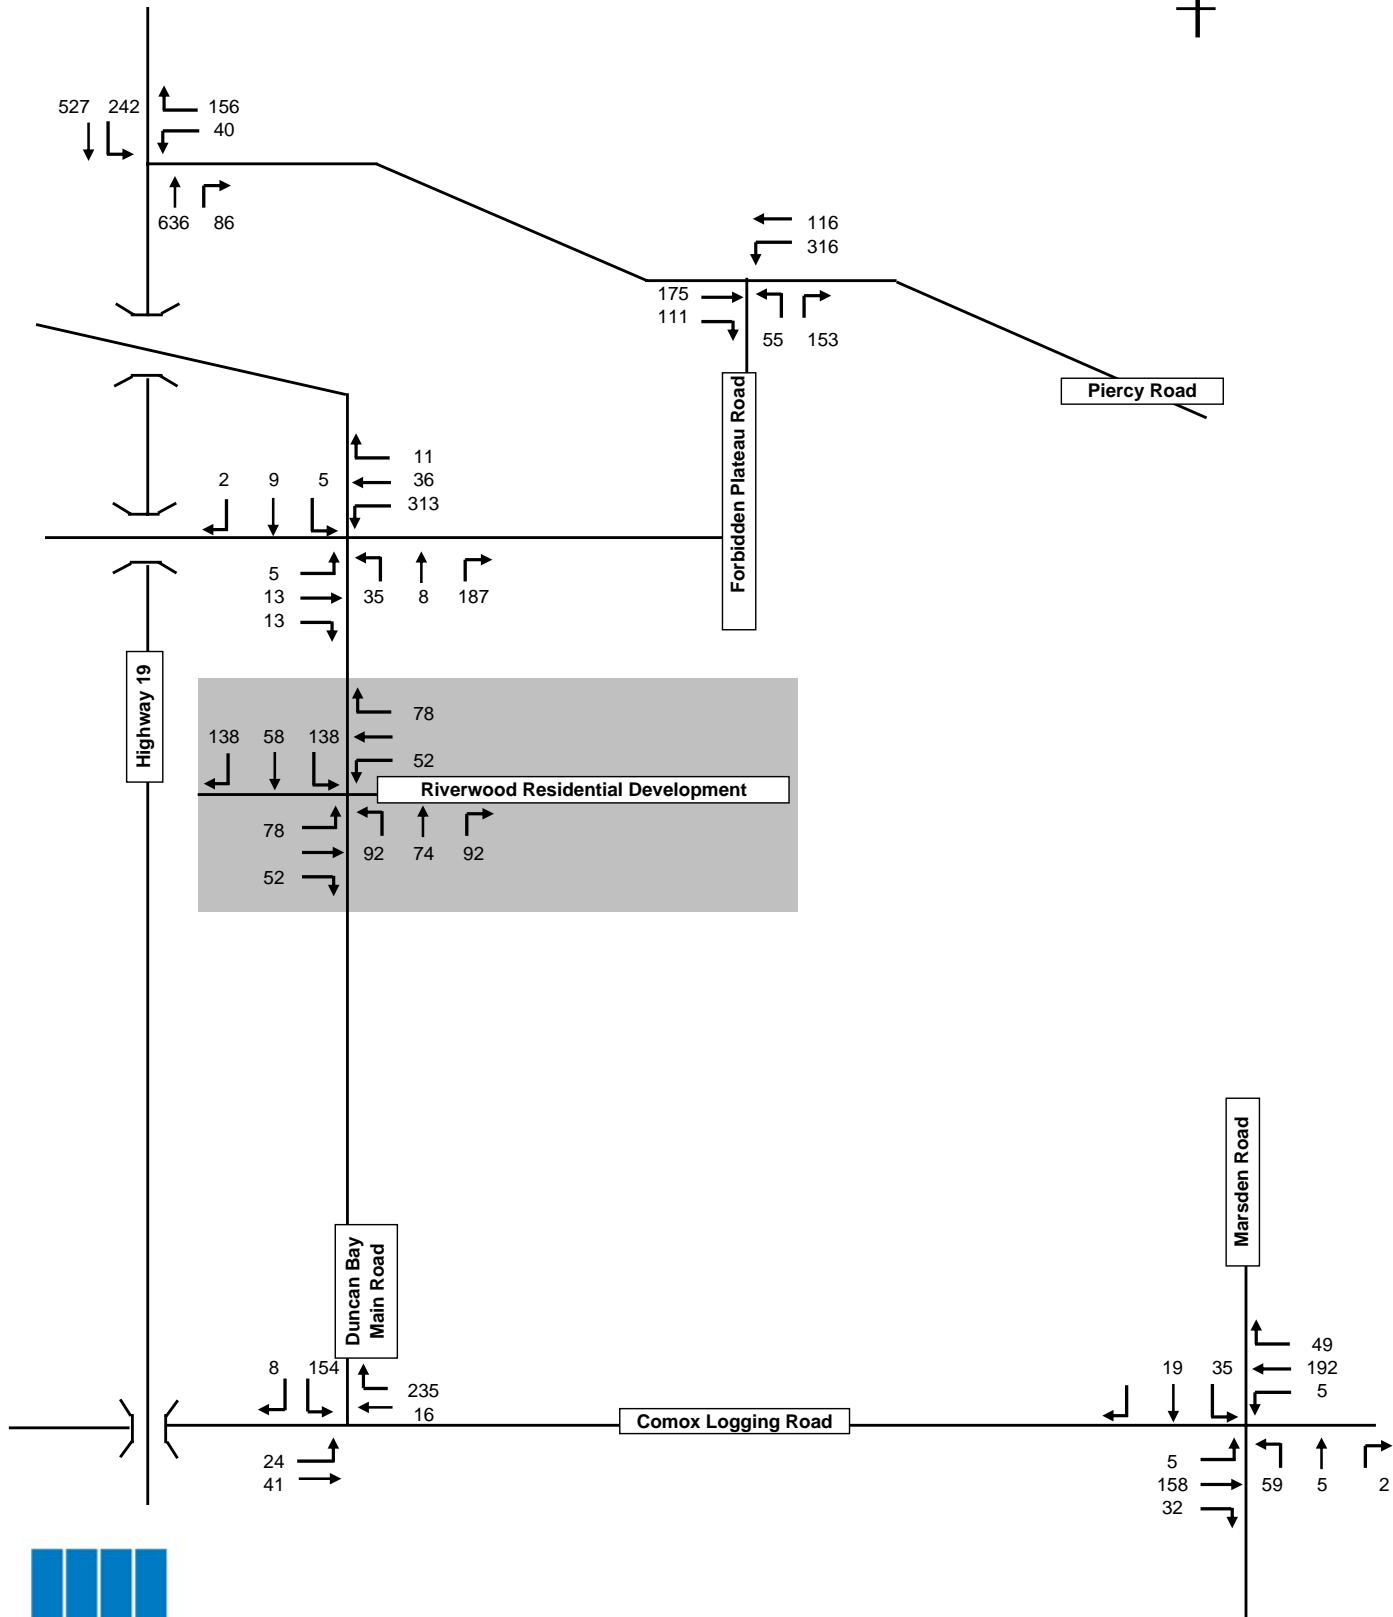 527 242 156
40
636 86
116
316
175
111
55 153
Piercy Road
Forbidden Plateau Road
11
2 9 5 36
313
5
13 35 8 187
13
Highway 19
78
138 58 138
52
Riverwood Residential Development
78
92 74 92
52
Marsden Road
Duncan Bay
Main Road
8 154
235
16
Comox Logging Road
24
41
49
19 35 192
5
5
158 59 5 2
32